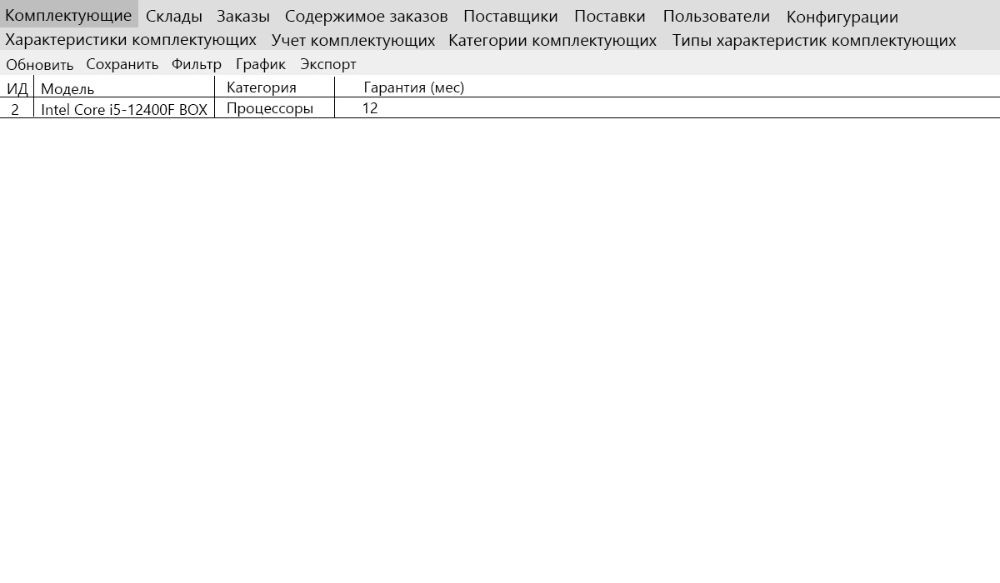 Комплектующие Склады Заказы Содержимое заказов Поставщики Поставки Пользователи Конфигурации
Характеристики комплектующих Учет комплектующих Категории комплектующих Типы характеристик комплектующих
Обновить Сохранить Фильтр График Экспорт
ИД Модель Категория Гарантия (мес)
2 Intel Core i5-12400F BOX Процессоры 12